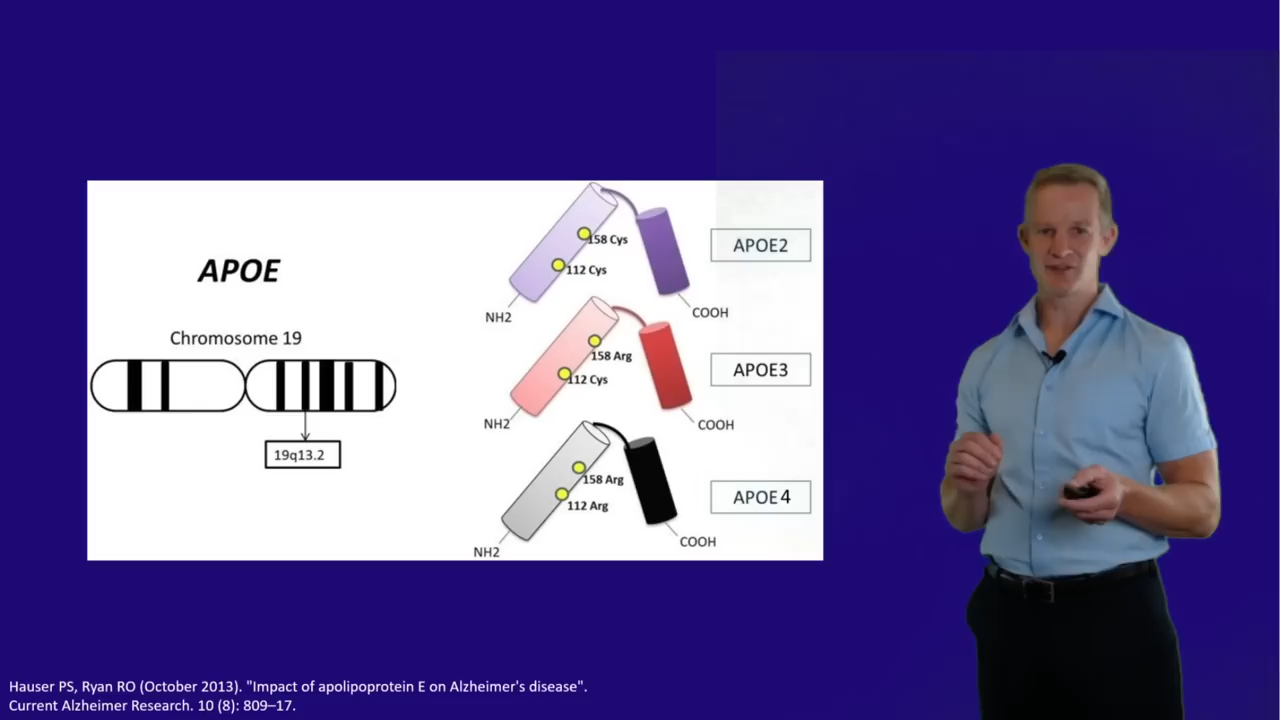 APOE
Chromosome 19
19q13.2
158 Cys
112 Cys
NH2
COOH
APOE2
158 Arg
112 Cys
NH2
COOH
APOE3
158 Arg
112 Arg
NH2
COOH
APOE4
Hauser PS, Ryan RO (October 2013). "Impact of apolipoprotein E on Alzheimer's disease".
Current Alzheimer Research. 10 (8): 809–17.